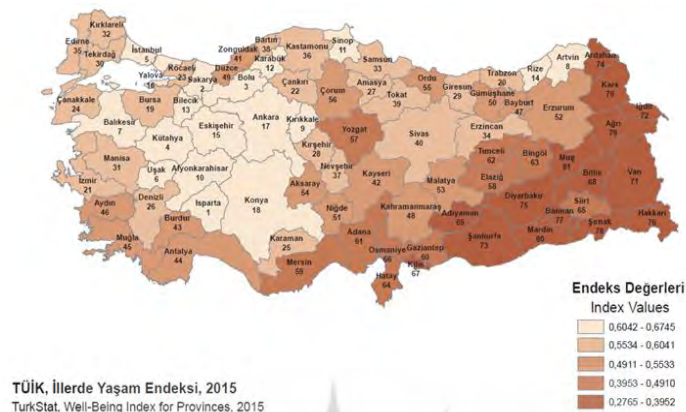 Kırklareli
32
Edirne
35
Tekirdağ
30
İstanbul
5
Kocaeli
23
Yalova
16
Sakarya
2
Düzce
49
Zonguldak
41
Bartın
38
Karabük
12
Bolu
3
Kastamonu
36
Sinop
11
Samsun
33
Çankırı
22
Çorum
56
Amasya
27
Tokat
39
Ordu
55
Giresun
29
Trabzon
20
Gümüşhane
50
Rize
14
Bayburt
47
Artvin
8
Ardahan
74
Kars
Iğdır
72
Ağrı
Erzurum
52
Erzincan
34
Çanakkale
24
Bursa
19
Bilecik
13
Balıkesir
7
Kütahya
4
Eskişehir
15
Ankara
17
Kırıkkale
9
Kırşehir
28
Yozgat
57
Sivas
40
Tunceli
62
Bingöl
63
Muş
Bitlis
68
Van
71
Manisa
31
Uşak
6
Afyonkarahisar
10
İzmir
21
Aydın
46
Denizli
26
Isparta
1
Burdur
43
Muğla
45
Antalya
44
Konya
18
Karaman
25
Aksaray
54
Nevşehir
37
Niğde
51
Kayseri
42
Mersin
59
Adana
61
Osmaniye
66
Hatay
64
Kahramanmaraş
48
Malatya
53
Elazığ
58
Adıyaman
69
Gaziantep
60
Kilis
67
Şanlıurfa
73
Diyarbakır
75
Mardin
Batman
77
Siirt
65
Şırnak
Hakkari
76
Endeks Değerleri
Index Values
0,6042 - 0,6745
0,5534 - 0,6041
0,4911 - 0,5533
0,3953 - 0,4910
0,2765 - 0,3952
TÜİK, İllerde Yaşam Endeksi, 2015
TurkStat, Well-Being Index for Provinces, 2015